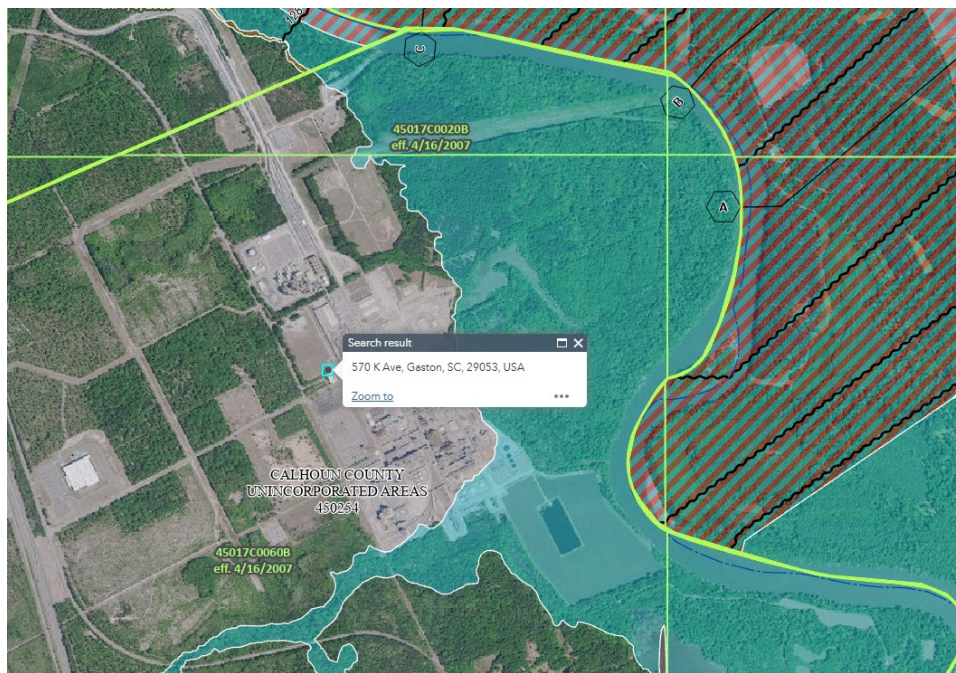 C
B
45017C0020B
eff. 4/16/2007
A
Search result
570 K Ave, Gaston, SC, 29053, USA
Zoom to
CALHOUN COUNTY
UNINCORPORATED AREAS
450254
45017C0060B
eff. 4/16/2007